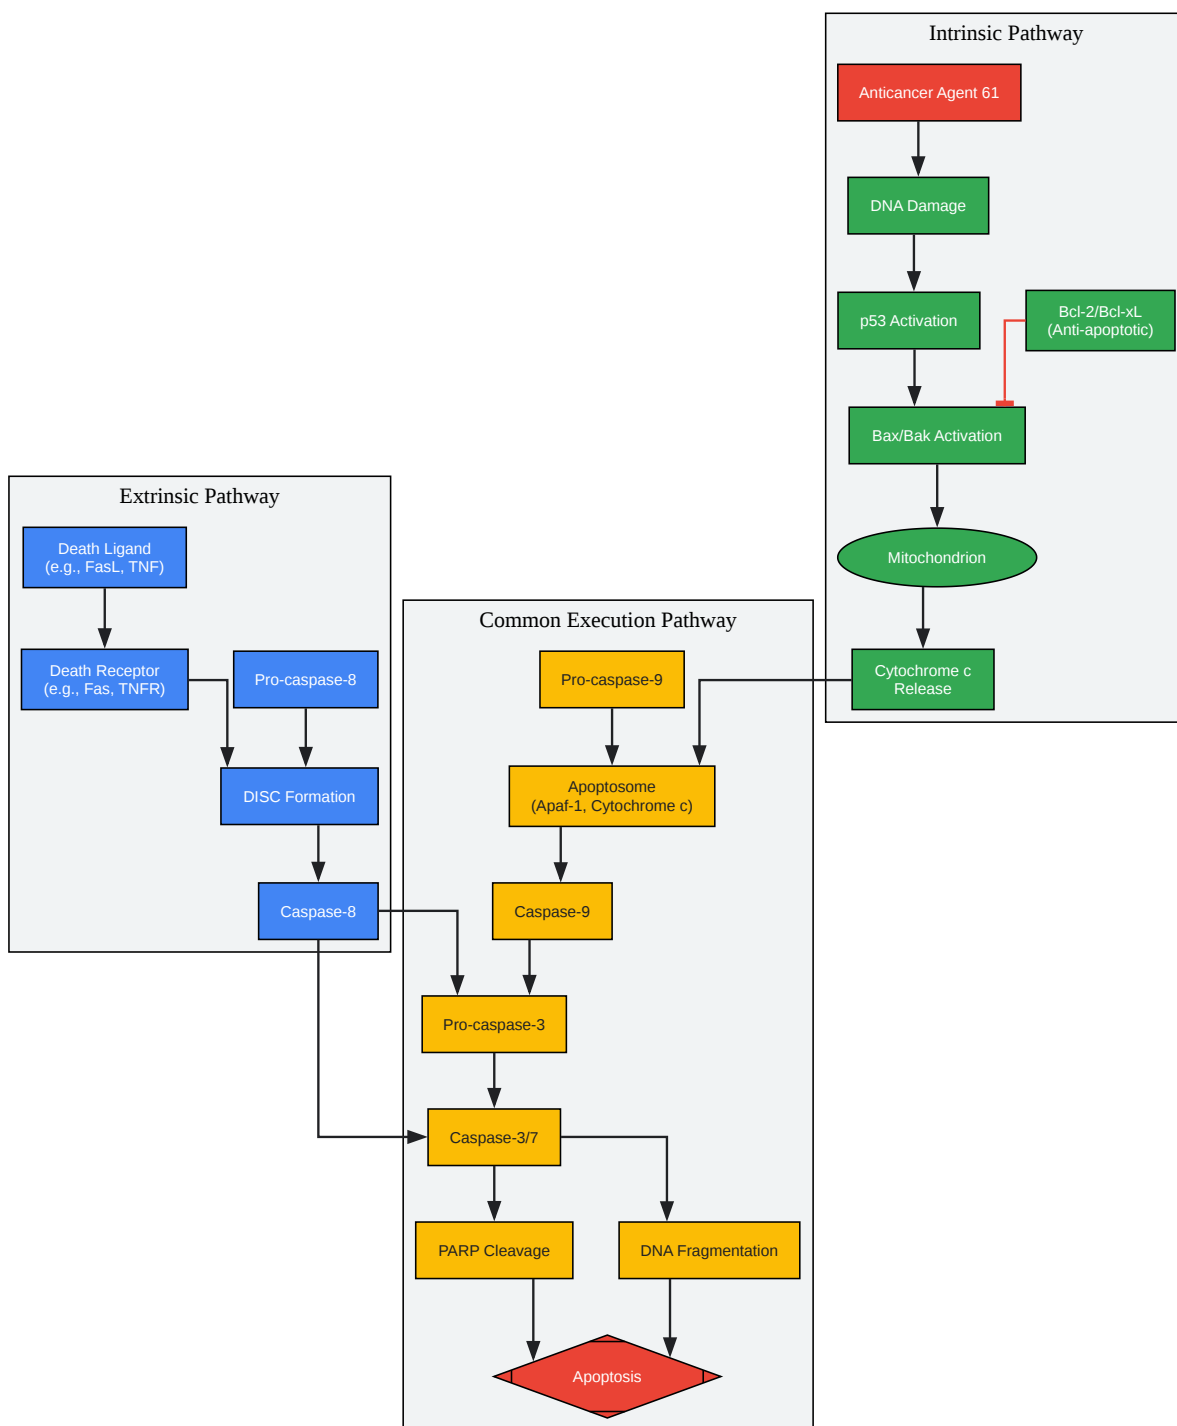 Intrinsic Pathway
Anticancer Agent 61
DNA Damage
p53 Activation
Bcl-2/Bcl-xL
(Anti-apoptotic)
Bax/Bak Activation
Mitochondrion
Cytochrome c
Release
Extrinsic Pathway
Death Ligand
(e.g., FasL, TNF)
Death Receptor
(e.g., Fas, TNFR)
Pro-caspase-8
DISC Formation
Caspase-8
Common Execution Pathway
Pro-caspase-9
Apoptosome
(Apaf-1, Cytochrome c)
Caspase-9
Pro-caspase-3
Caspase-3/7
PARP Cleavage
DNA Fragmentation
Apoptosis